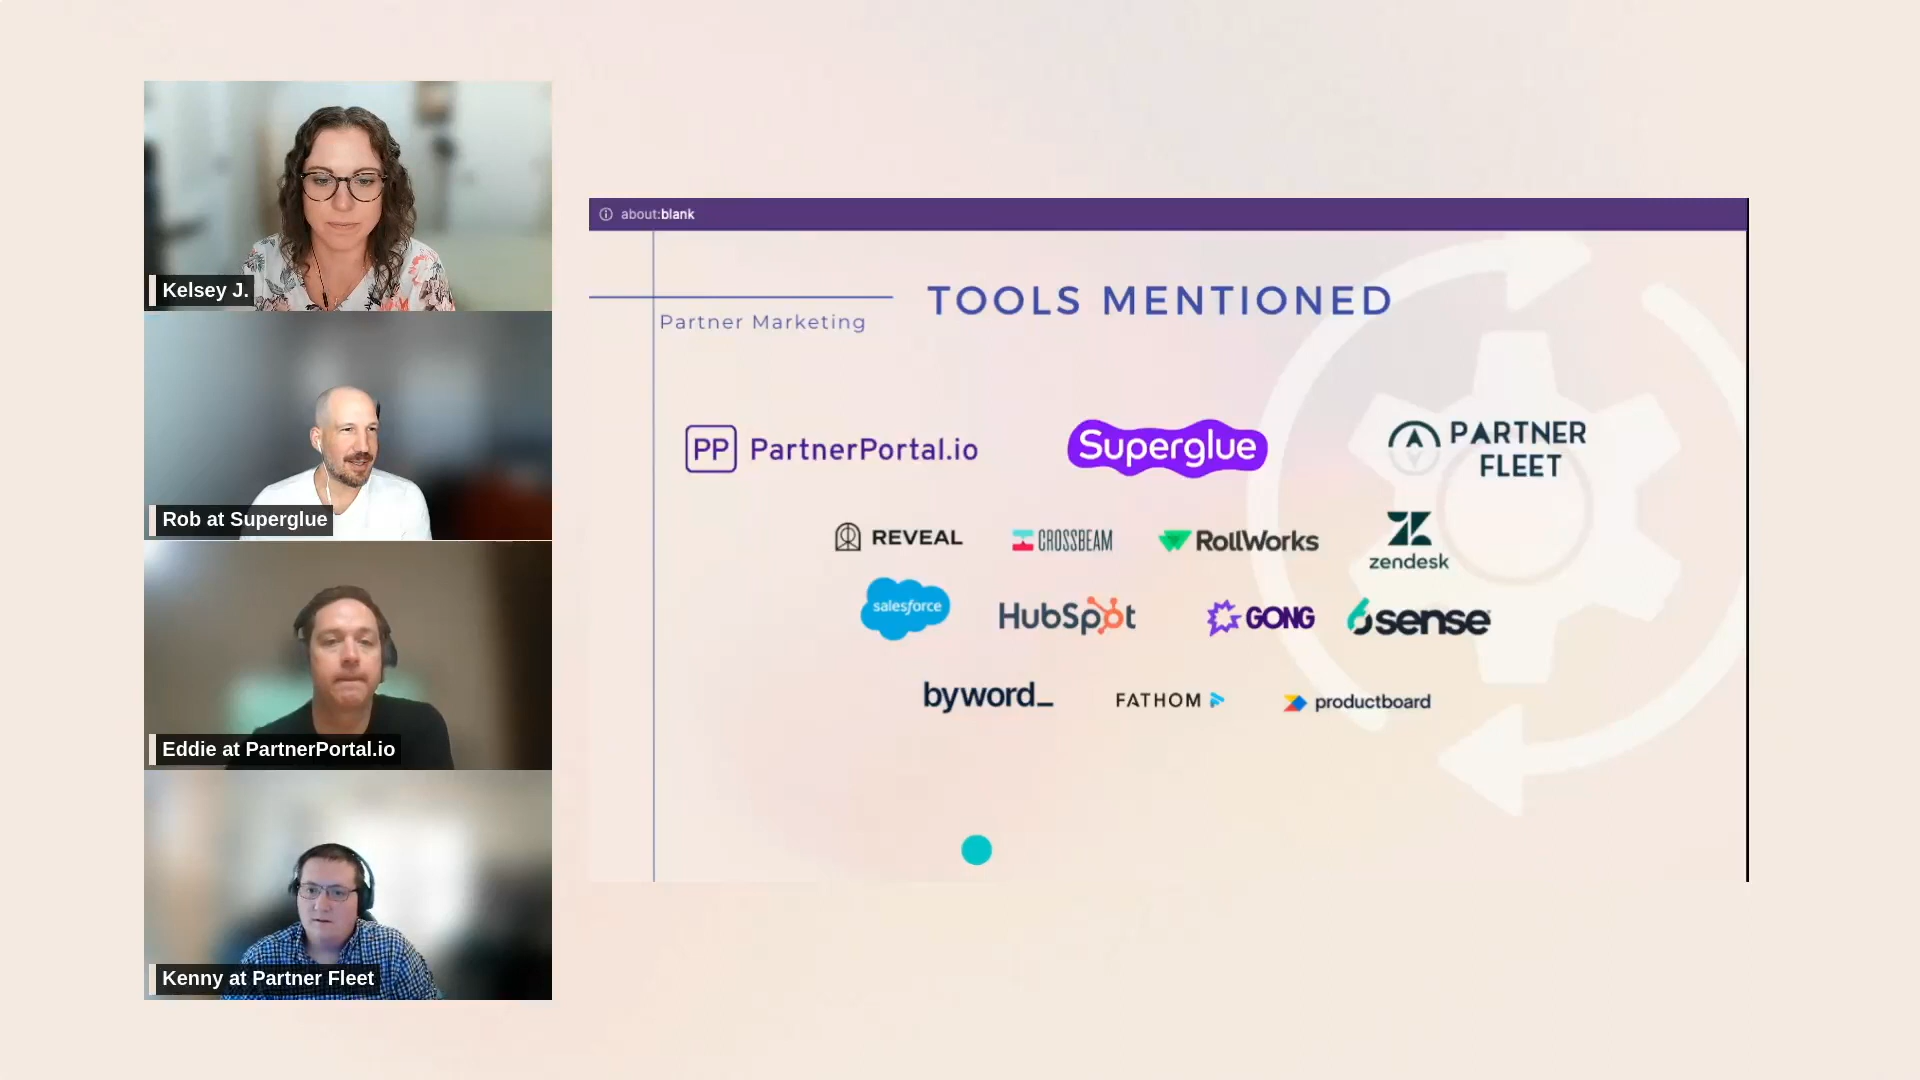 Kelsey J.
Rob at Superglue
Eddie at PartnerPortal.io
Kenny at Partner Fleet
about:blank
TOOLS MENTIONED
Partner Marketing
PP PartnerPortal.io
Superglue
PARTNER
FLEET
REVEAL
CROSSBEAM
RollWorks
zendesk
salesforce
HubSpot
GONG
6sense
byword_
FATHOM
productboard